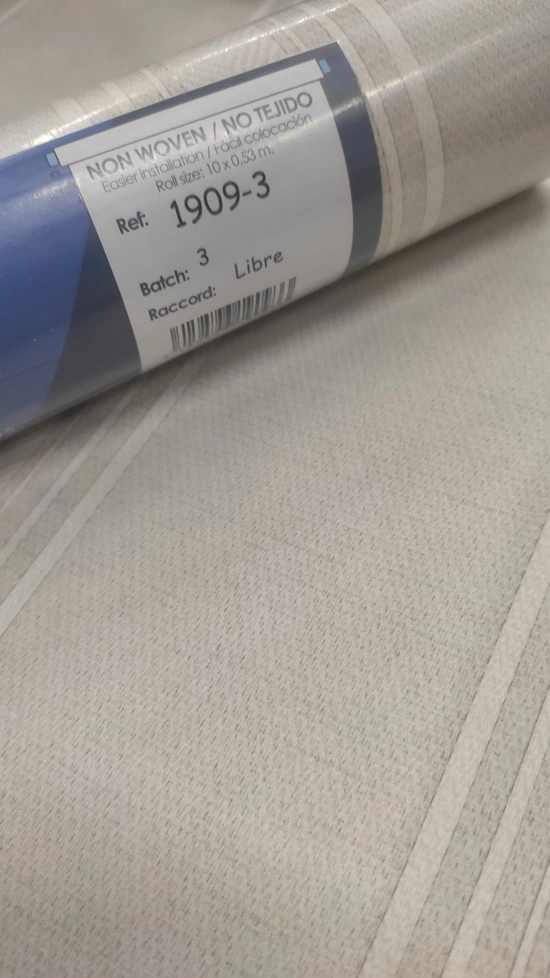 NON WOVEN / NO TEJIDO
Easier installation / Fácil colocación
Roll size: 10 x 0,53 m.
Ref: 1909-3
Batch: 3
Raccord: Libre